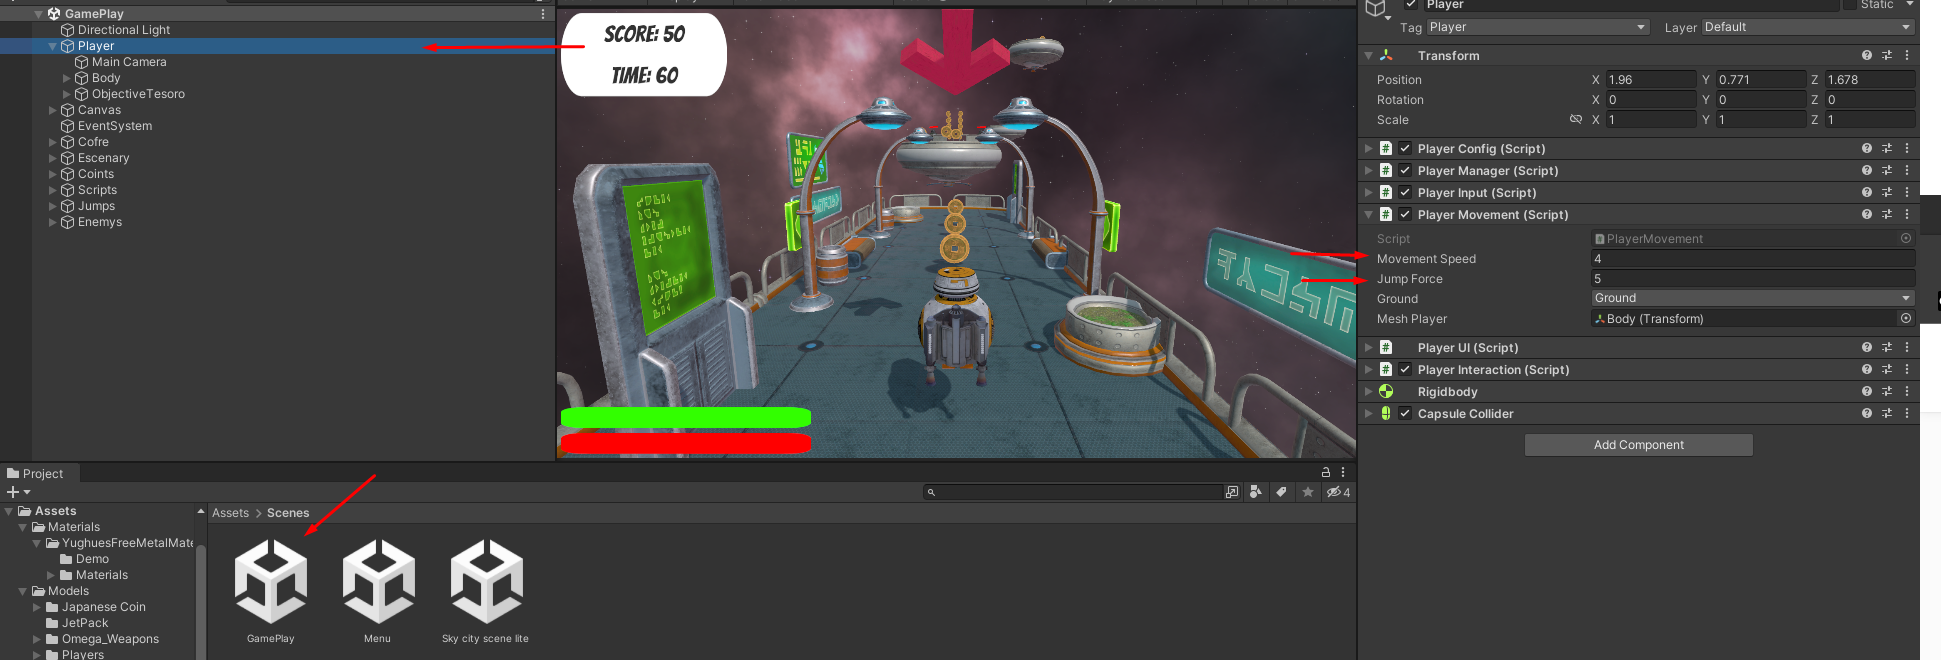 GamePlay
Directional Light
Player
Main Camera
Body
ObjectiveTesoro
Canvas
EventSystem
Cofre
Escenary
Coints
Scripts
Jumps
Enemys
SCORE: 50
TIME: 60
Player
Static
Tag Player Layer Default
Transform
Position X 1.96 Y 0.771 Z 1.678
Rotation X 0 Y 0 Z 0
Scale X 1 Y 1 Z 1
Player Config (Script)
Player Manager (Script)
Player Input (Script)
Player Movement (Script)
Script PlayerMovement
Movement Speed 4
Jump Force 5
Ground Ground
Mesh Player Body (Transform)
Player UI (Script)
Player Interaction (Script)
Rigidbody
Capsule Collider
Add Component
Project
4
Assets
Materials
YughuesFreeMetalMate
Demo
Materials
Models
Japanese Coin
JetPack
Omega_Weapons
Players
Assets > Scenes
GamePlay
Menu
Sky city scene lite